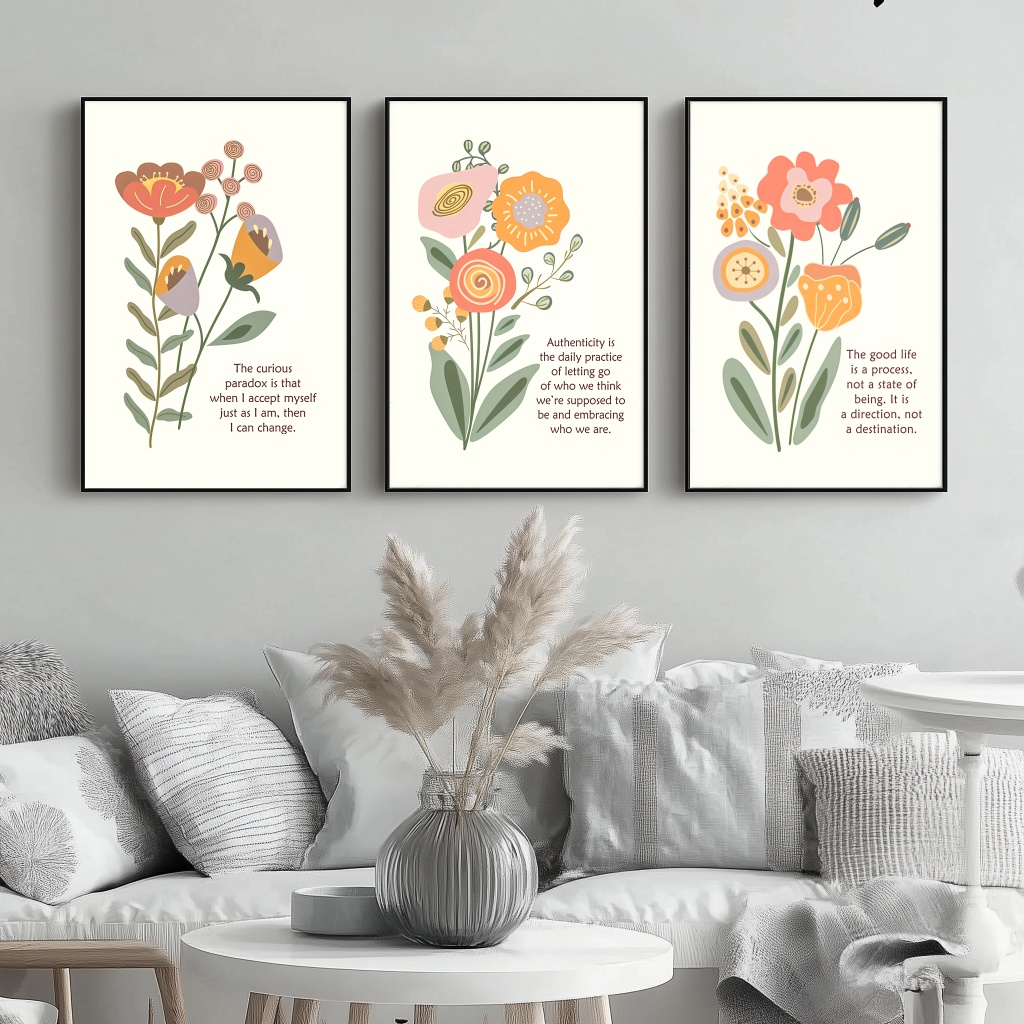 The curious
paradox is that
when I accept myself
just as I am, then
I can change.
Authenticity is
the daily practice
of letting go
of who we think
we're supposed to
be and embracing
who we are.
The good life
is a process,
not a state of
being. It is
a direction, not
a destination.